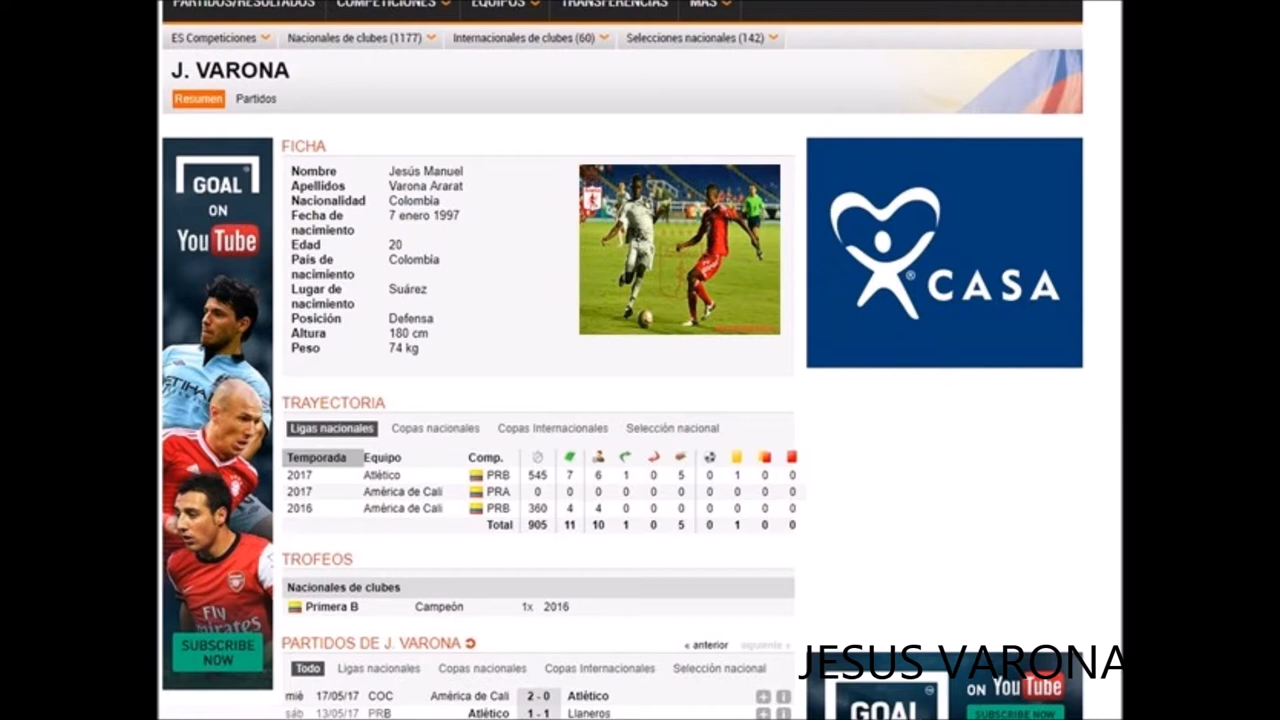 PARTIDOS/RESULTADOS COMPETICIONES EQUIPOS TRANSFERENCIAS MÁS
ES Competiciones Nacionales de clubes (1177) Internacionales de clubes (60) Selecciones nacionales (142)
J. VARONA
Resumen Partidos
GOAL
ON
YouTube
ETIHAD
Fly
Emirates
SUBSCRIBE
NOW
FICHA
Nombre Jesús Manuel
Apellidos Varona Ararat
Nacionalidad Colombia
Fecha de 7 enero 1997
nacimiento
Edad 20
País de Colombia
nacimiento
Lugar de Suárez
nacimiento
Posición Defensa
Altura 180 cm
Peso 74 kg
® CASA
TRAYECTORIA
Ligas nacionales Copas nacionales Copas Internacionales Selección nacional
Temporada Equipo Comp.
2017 Atlético PRB 545 7 6 1 0 5 0 1 0 0
2017 América de Cali PRA 0 0 0 0 0 0 0 0 0 0
2016 América de Cali PRB 360 4 4 0 0 0 0 0 0 0
Total 905 11 10 1 0 5 0 1 0 0
TROFEOS
Nacionales de clubes
Primera B Campeón 1x 2016
PARTIDOS DE J. VARONA « anterior siguiente »
Todo Ligas nacionales Copas nacionales Copas Internacionales Selección nacional
mié 17/05/17 COC América de Cali 2 - 0 Atlético
sáb 13/05/17 PRB Atlético 1 - 1 Llaneros
JESUS VARONA
GOAL
ON YouTube
SUBSCRIBE NOW